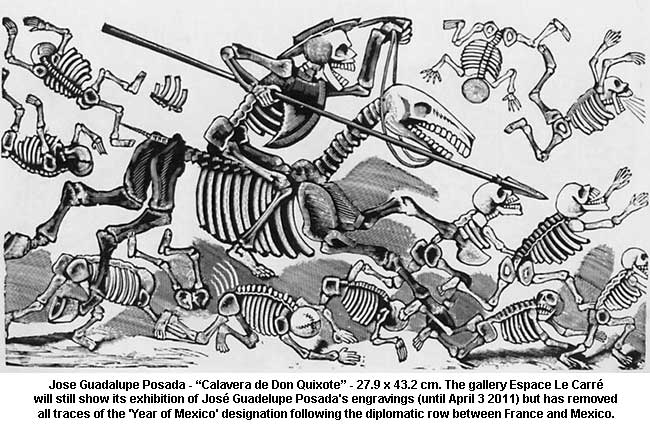 Jose Guadalupe Posada - “Calavera de Don Quixote” - 27.9 x 43.2 cm. The gallery Espace Le Carré
will still show its exhibition of José Guadelupe Posada's engravings (until April 3 2011) but has removed
all traces of the 'Year of Mexico' designation following the diplomatic row between France and Mexico.